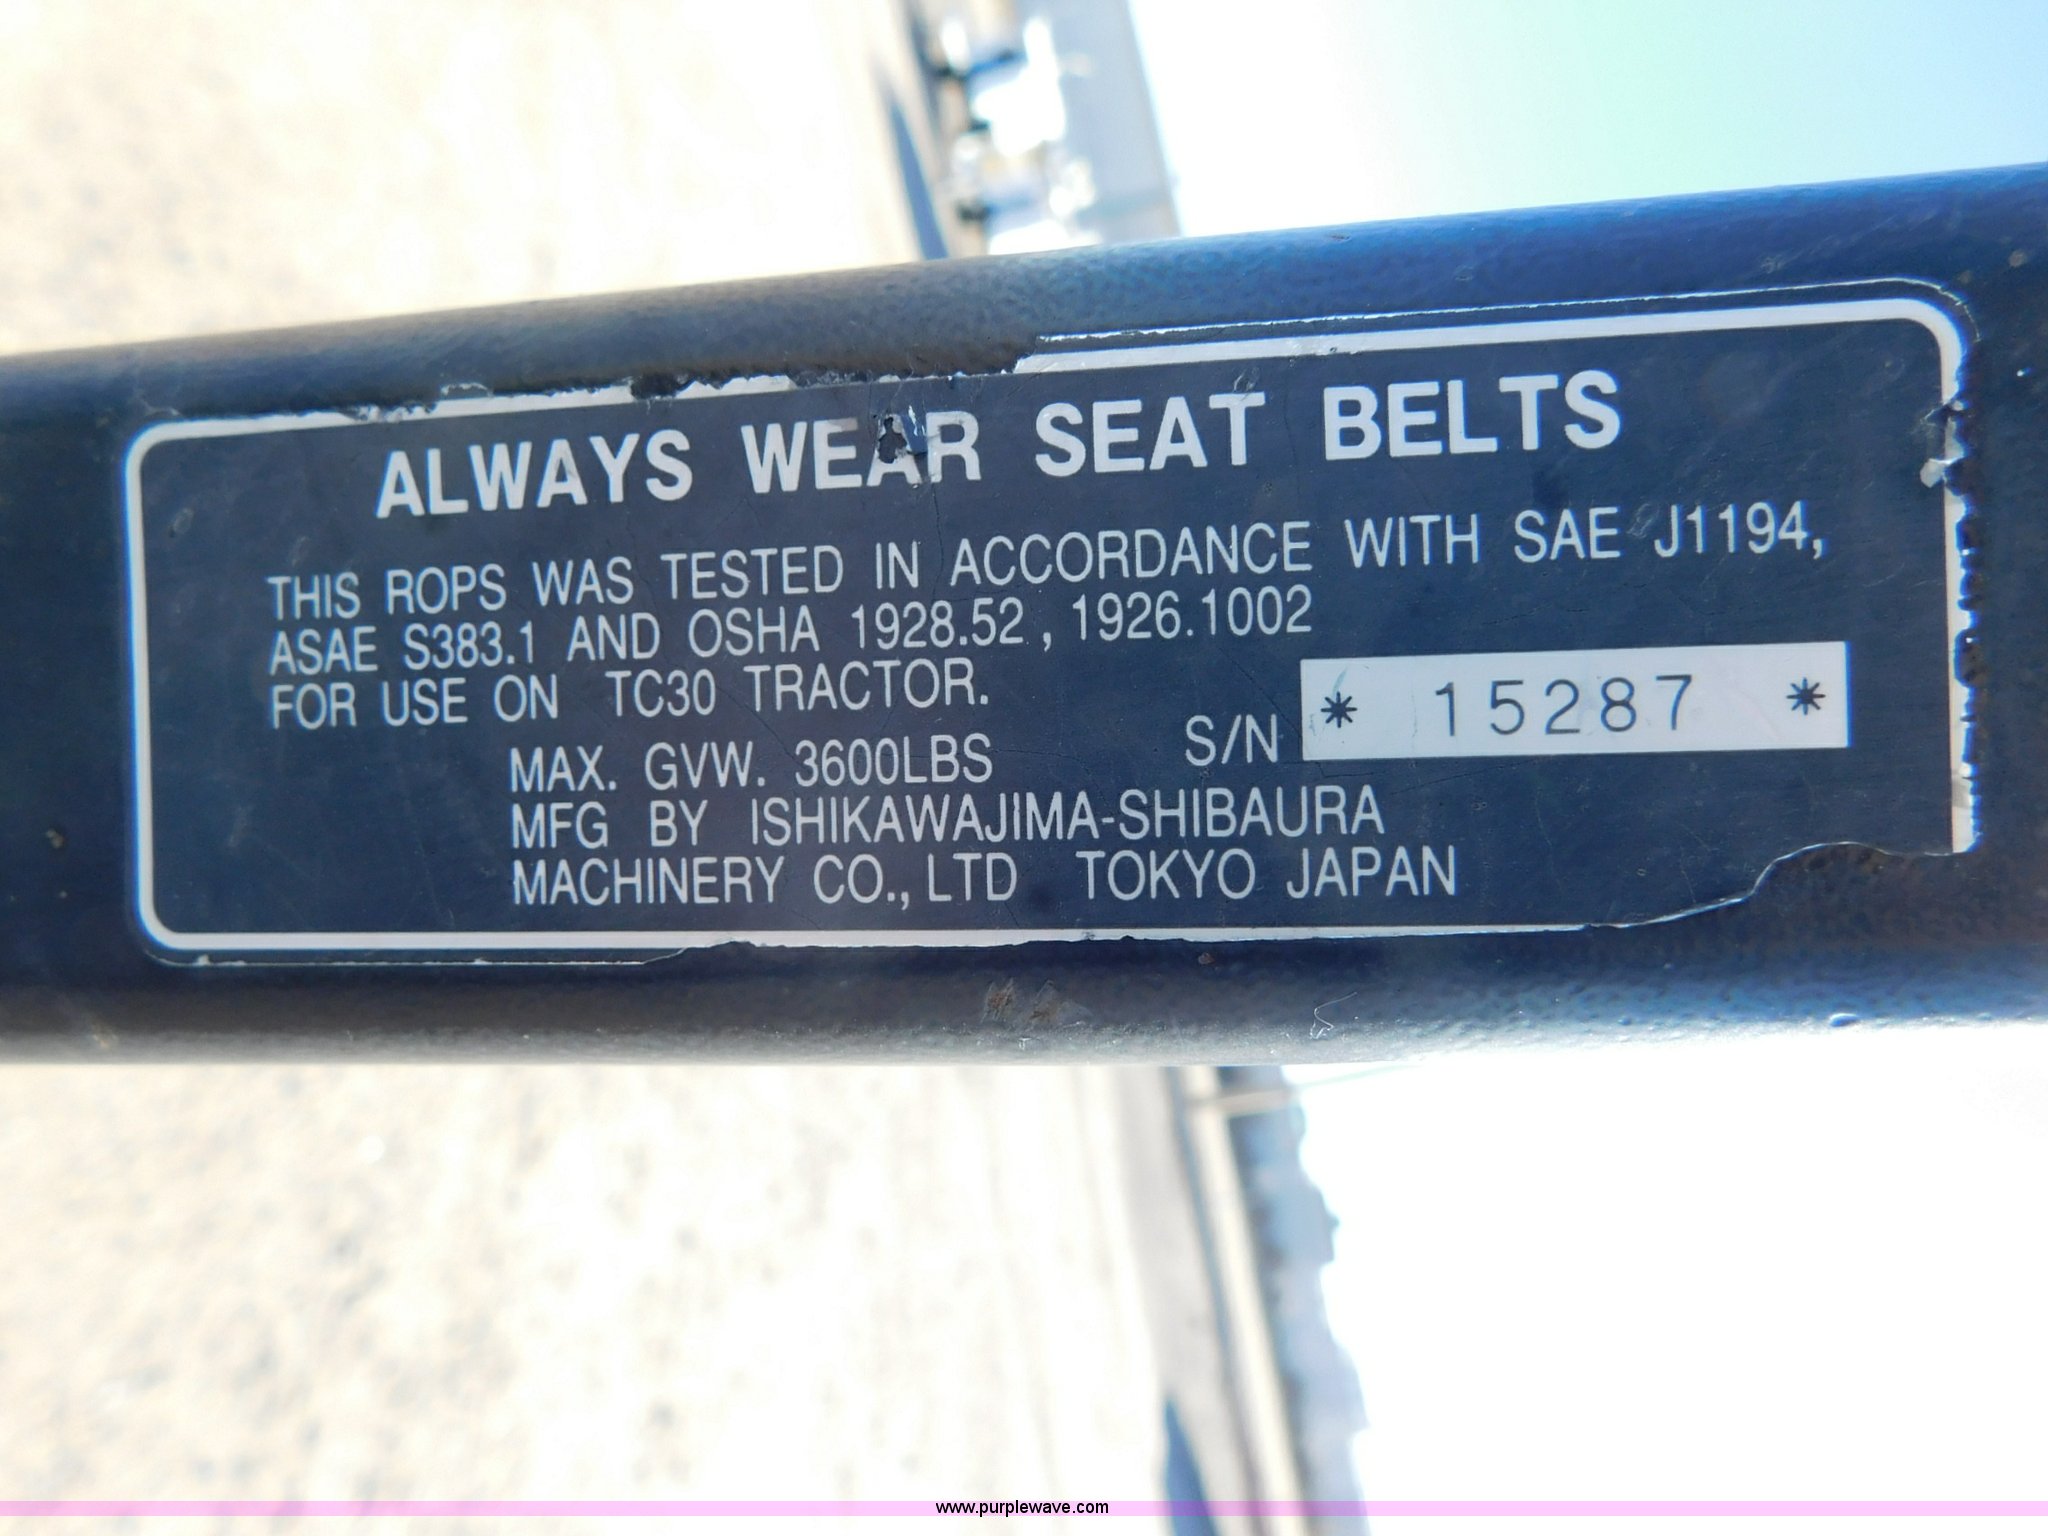 ALWAYS WEAR SEAT BELTS
THIS ROPS WAS TESTED IN ACCORDANCE WITH SAE J1194,
ASAE S383.1 AND OSHA 1928.52, 1926.1002
FOR USE ON TC30 TRACTOR.
S/N * 15287 *
MAX. GVW. 3600LBS
MFG BY ISHIKAWAJIMA-SHIBAURA
MACHINERY CO., LTD TOKYO JAPAN
www.purplewave.com